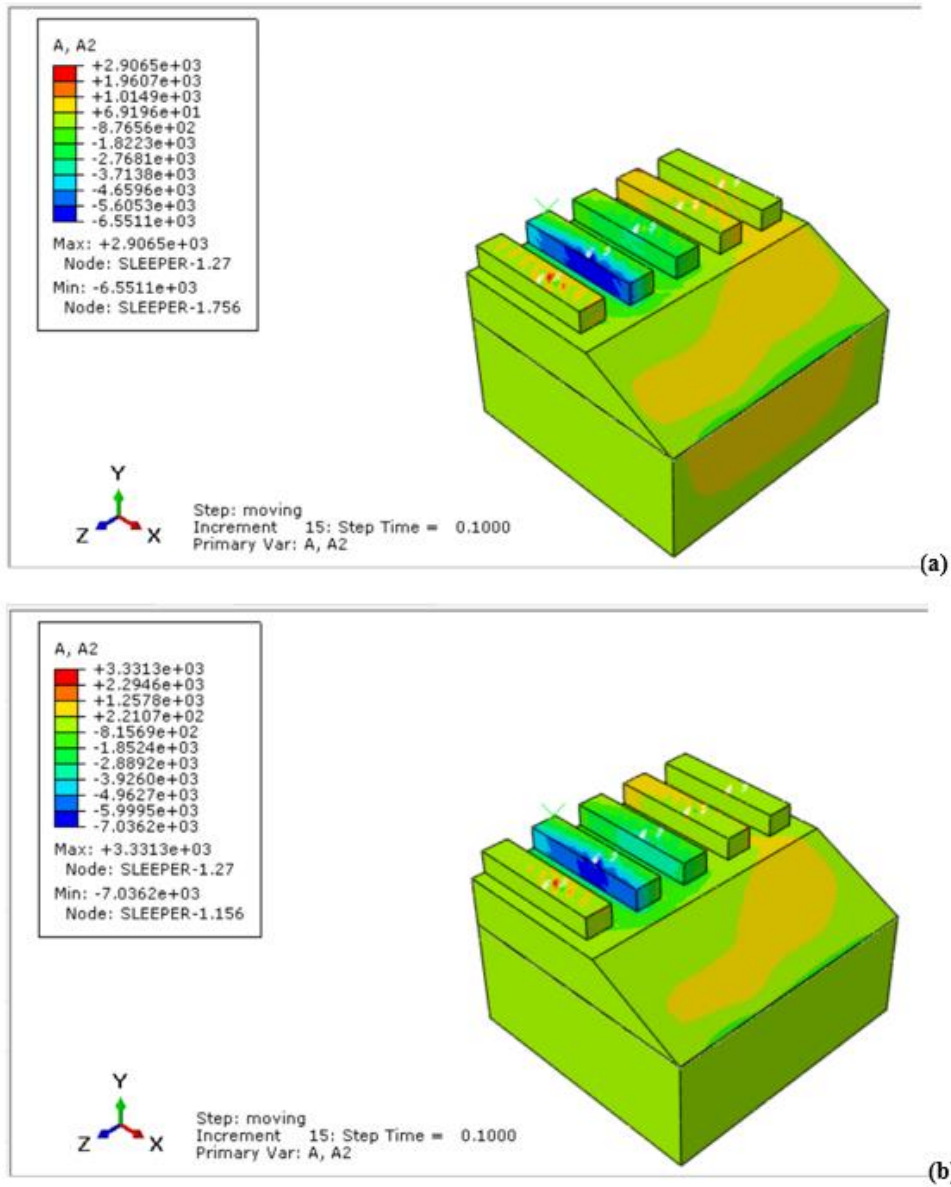 A, A2
+2.9065e+03
+1.9607e+03
+1.0149e+03
+6.9196e+01
-8.7656e+02
-1.8223e+03
-2.7681e+03
-3.7138e+03
-4.6596e+03
-5.6053e+03
-6.5511e+03
Max: +2.9065e+03
Node: SLEEPER-1.27
Min: -6.5511e+03
Node: SLEEPER-1.756
Y
Z X
Step: moving
Increment 15: Step Time = 0.1000
Primary Var: A, A2
(a)
A, A2
+3.3313e+03
+2.2946e+03
+1.2578e+03
+2.2107e+02
-8.1569e+02
-1.8524e+03
-2.8892e+03
-3.9260e+03
-4.9627e+03
-5.9995e+03
-7.0362e+03
Max: +3.3313e+03
Node: SLEEPER-1.27
Min: -7.0362e+03
Node: SLEEPER-1.156
Y
Z X
Step: moving
Increment 15: Step Time = 0.1000
Primary Var: A, A2
(b)